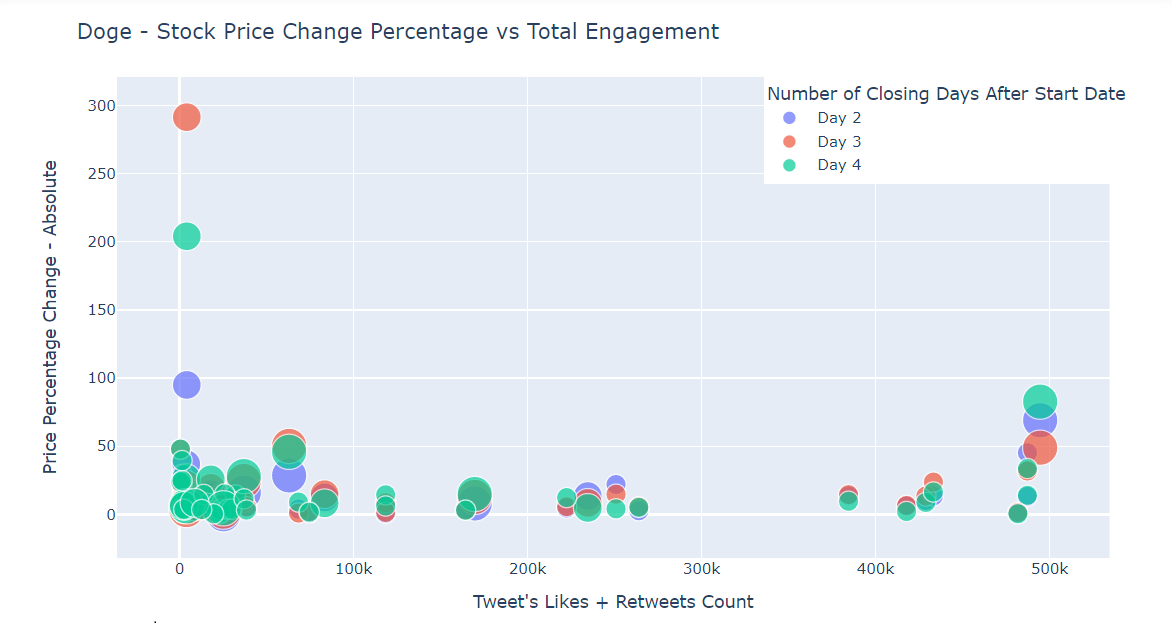 Doge - Stock Price Change Percentage vs Total Engagement
Number of Closing Days After Start Date
Day 2
Day 3
Day 4
Price Percentage Change - Absolute
300
250
200
150
100
50
0
0
100k
200k
300k
400k
500k
Tweet's Likes + Retweets Count